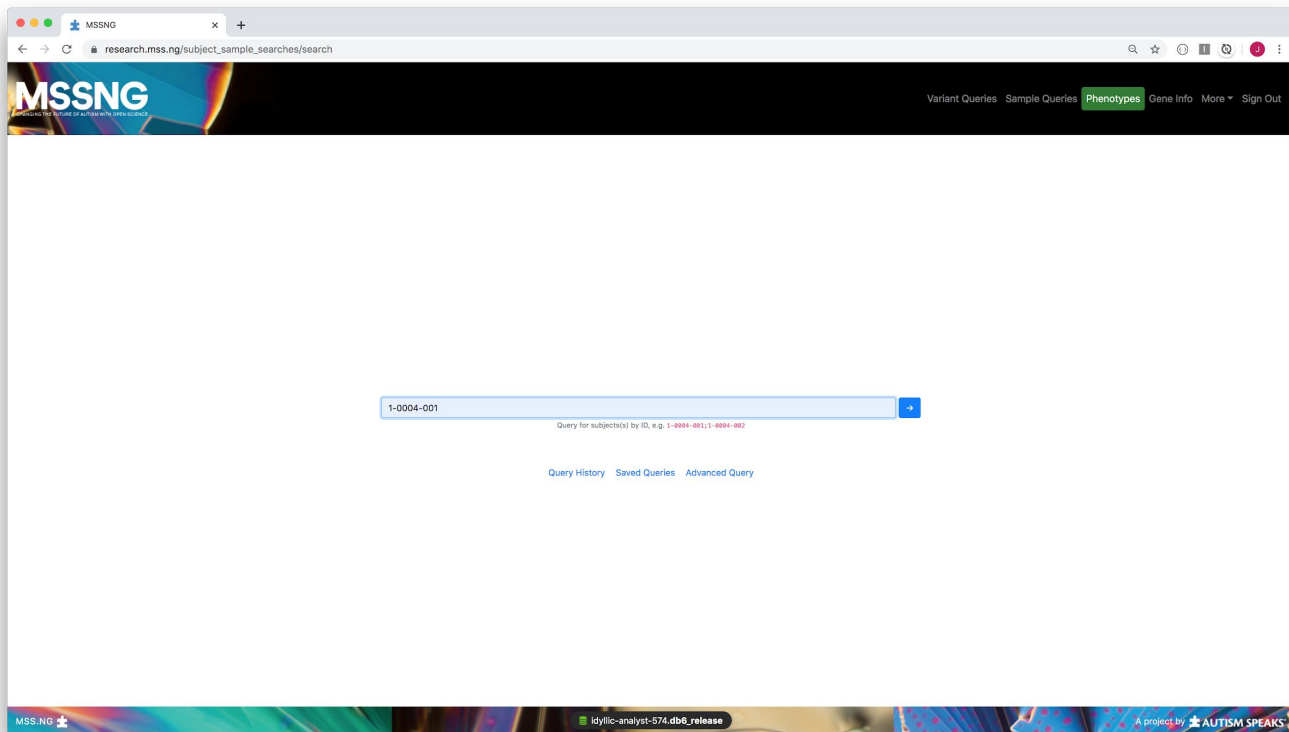 MSSNG
research.mss.ng/subject_sample_searches/search
J
MSSNG
CHANGING THE FUTURE OF AUTISM WITH OPEN SCIENCE
Variant Queries Sample Queries Phenotypes Gene Info More Sign Out
1-0004-001
Query for subjects(s) by ID, e.g. 1-0004-001;1-0004-002
Query History Saved Queries Advanced Query
MSS.NG
idyllic-analyst-574.db6_release
A project by AUTISM SPEAKS